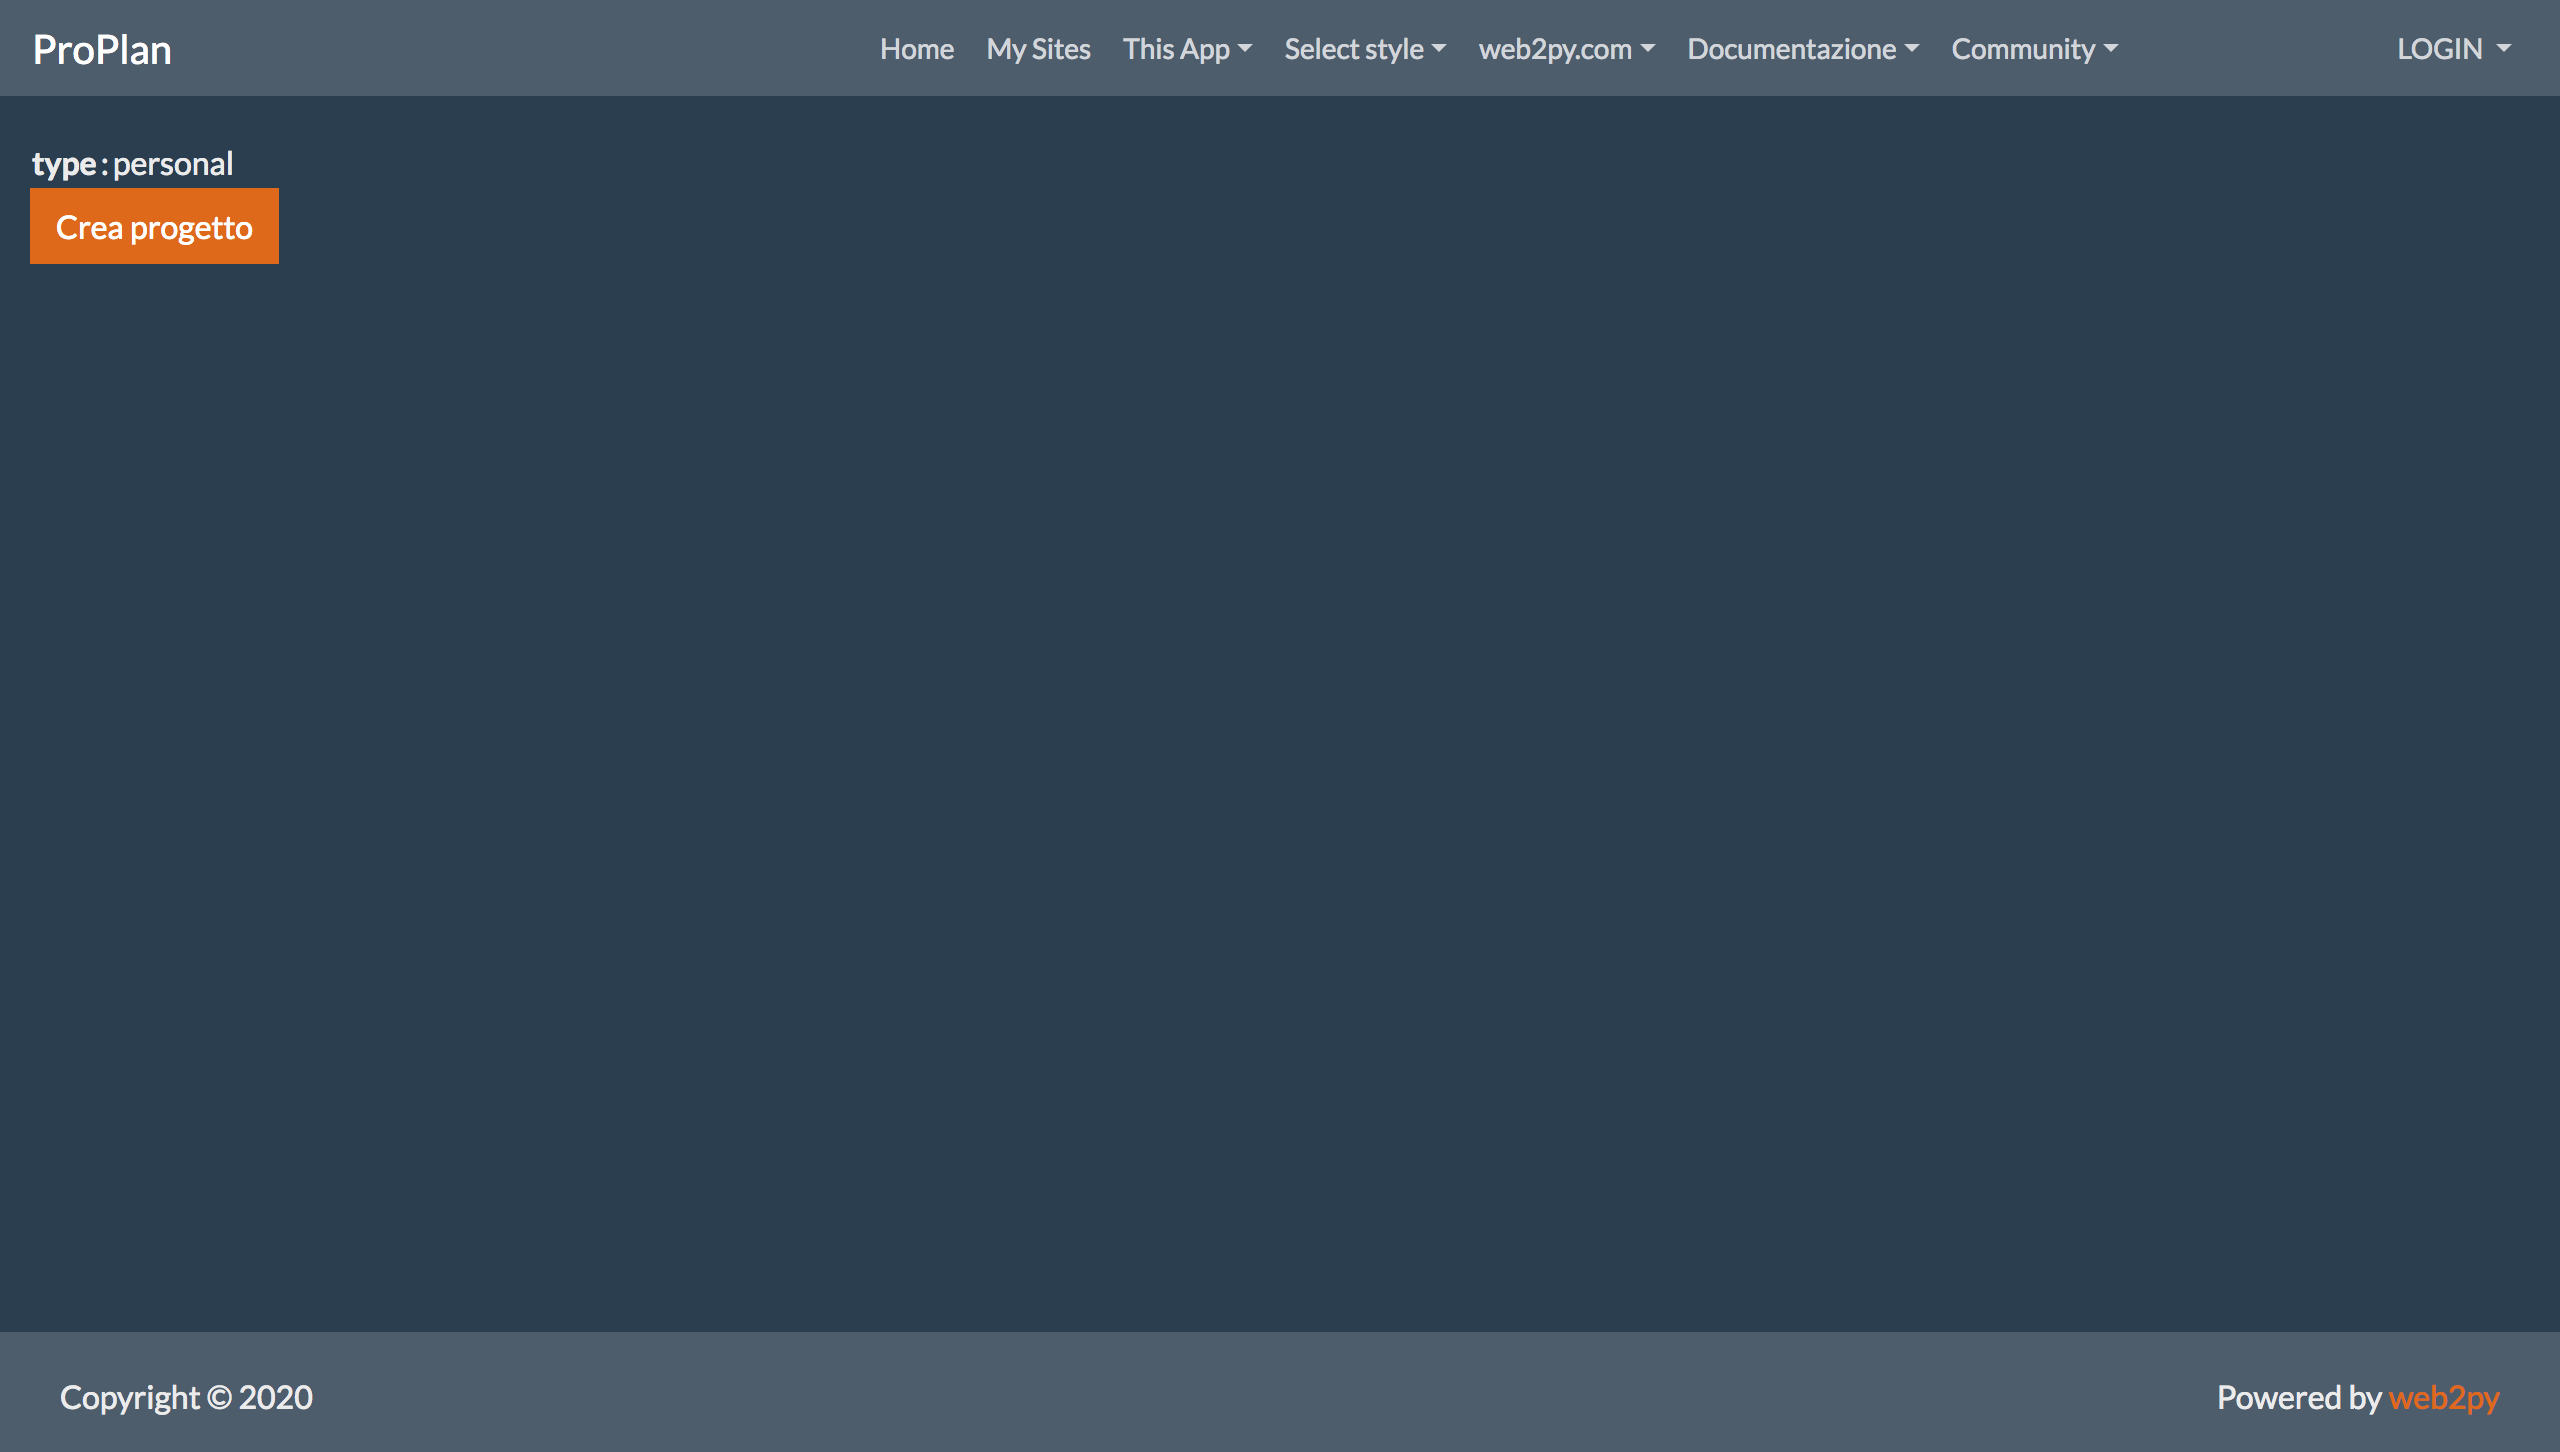 ProPlan Home My Sites This App Select style web2py.com Documentazione Community LOGIN
type : personal
Crea progetto
Copyright © 2020 Powered by web2py